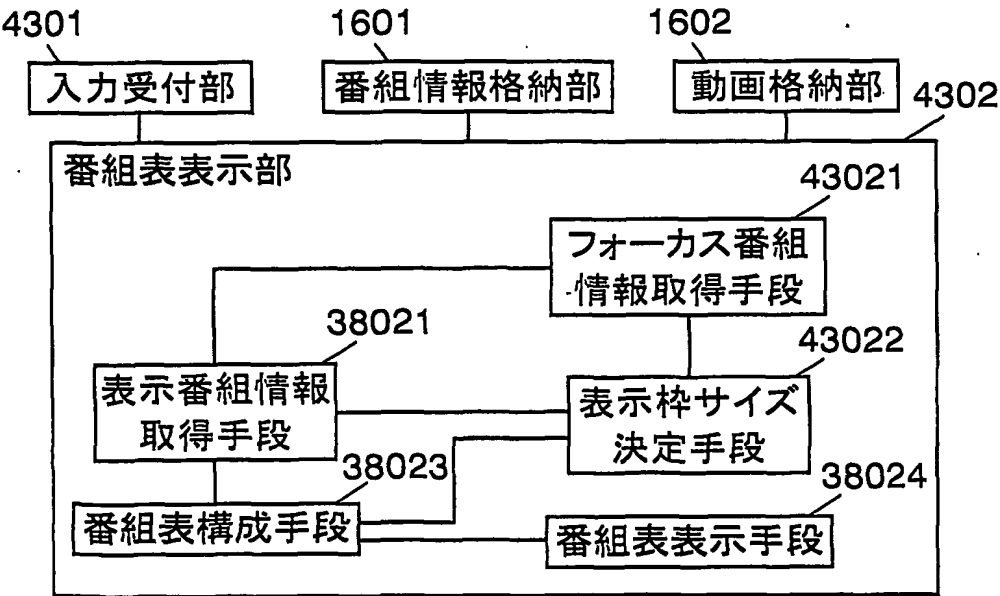 4301
1601
1602
入力受付部
番組情報格納部
動画格納部
4302
番組表表示部
43021
フォーカス番組
情報取得手段
38021
43022
表示番組情報
取得手段
表示枠サイズ
決定手段
38023
38024
番組表構成手段
番組表表示手段